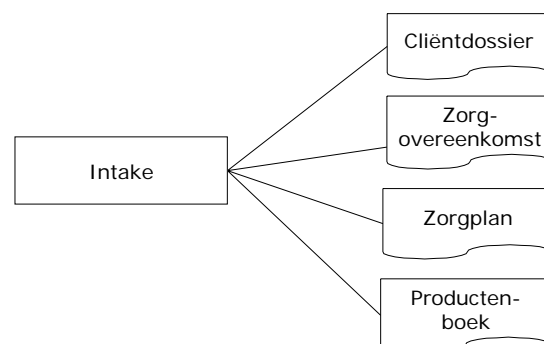 Cliëntdossier
Zorg-
overeenkomst
Intake
Zorgplan
Producten-
boek